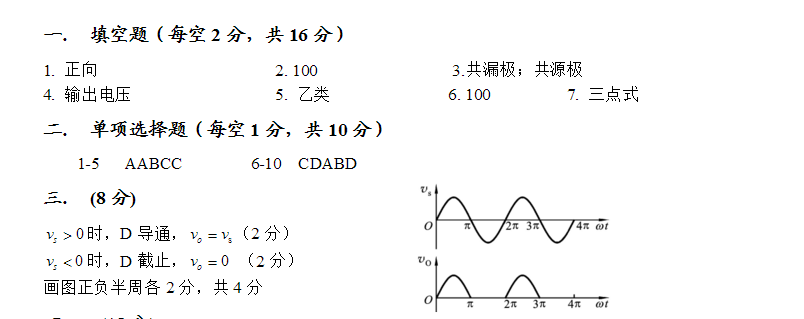 一． 填空题（每空 2 分，共 16 分）
1. 正向 2. 100 3.共漏极；共源极
4. 输出电压 5. 乙类 6. 100 7. 三点式
二． 单项选择题（每空 1 分，共 10 分）
1-5 AABCC 6-10 CDABD
三． (8 分)
vs > 0 时，D 导通，vo = vs（2 分）
vs < 0 时，D 截止，vo = 0 （2 分）
画图正负半周各 2 分，共 4 分
vs
O π 2π 3π 4π ωt
vO
O π 2π 3π 4π ωt